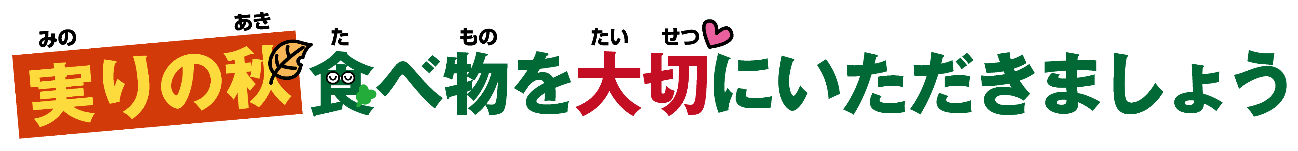 実りの秋 食べ物を大切にいただきましょう
みの あき た もの たい せつ